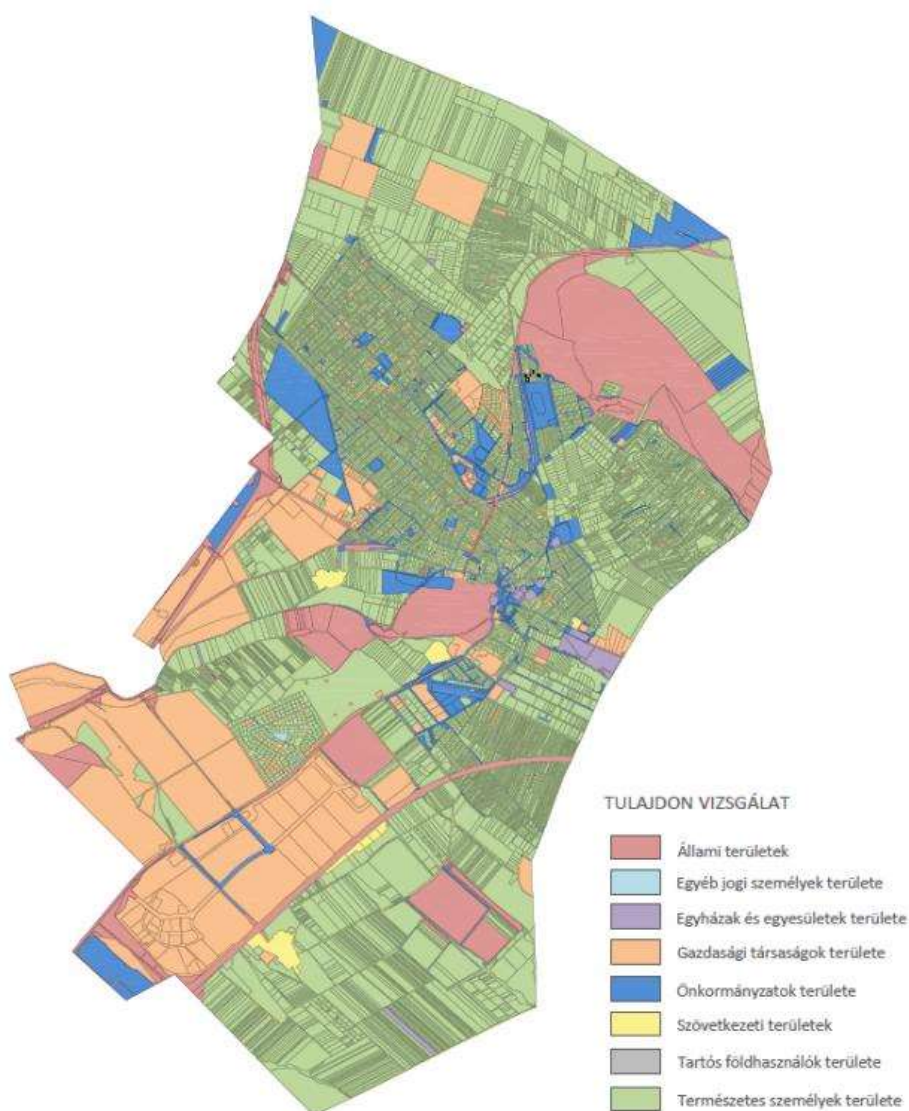 TULAJDON VIZSGÁLAT
Állami területek
Egyéb jogi személyek területe
Egyházak és egyesületek területe
Gazdasági társaságok területe
Önkormányzatok területe
Szövetkezeti területek
Tartós földhasználók területe
Természetes személyek területe